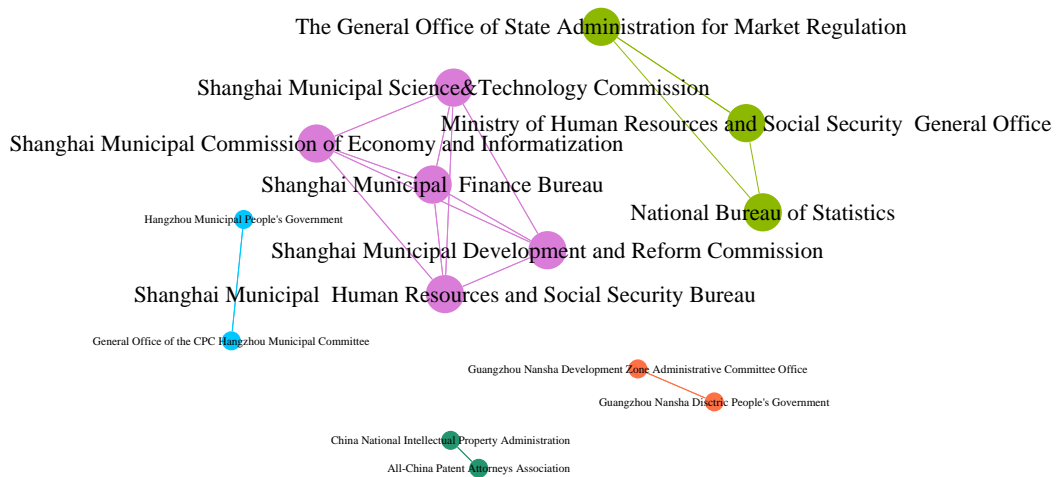 The General Office of State Administration for Market Regulation
Shanghai Municipal Science&Technology Commission
Ministry of Human Resources and Social Security  General Office
Shanghai Municipal Commission of Economy and Informatization
Shanghai Municipal  Finance Bureau
National Bureau of Statistics
Hangzhou Municipal People's Government
Shanghai Municipal Development and Reform Commission
Shanghai Municipal  Human Resources and Social Security Bureau
General Office of the CPC Hangzhou Municipal Committee
Guangzhou Nansha Development Zone Administrative Committee Office
Guangzhou Nansha Disctric People's Government
China National Intellectual Property Administration
All-China Patent Attorneys Association